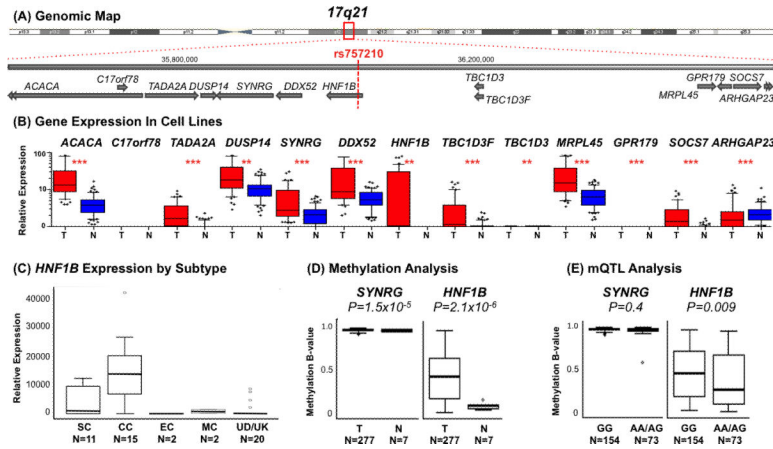 (A) Genomic Map
17q21
rs757210
35,800,000
36,200,000
C17orf78
TBC1D3
GPR179 SOCS7
ACACA
TADA2A DUSP14 SYNRG
DDX52
HNF1B
TBC1D3F
MRPL45
ARHGAP23
(B) Gene Expression In Cell Lines
ACACA C17orf78 TADA2A DUSP14 SYNRG DDX52 HNF1B TBC1D3F TBC1D3 MRPL45 GPR179 SOCS7 ARHGAP23
*** *** ** *** *** ** *** ** *** *** *** ***
Relative Expression
100
10
0
T N T N T N T N T N T N T N T N T N T N T N T N T N
(C) HNF1B Expression by Subtype
Relative Expression
40000
30000
20000
10000
0
SC CC EC MC UD/UK
N=11 N=15 N=2 N=2 N=20
(D) Methylation Analysis
SYNRG HNF1B
P=1.5x10-5 P=2.1x10-6
Methylation B-value
1.0
0.5
0
T N T N
N=277 N=7 N=277 N=7
(E) mQTL Analysis
SYNRG HNF1B
P=0.4 P=0.009
Methylation B-value
1.0
0.5
0
GG AA/AG GG AA/AG
N=154 N=73 N=154 N=73